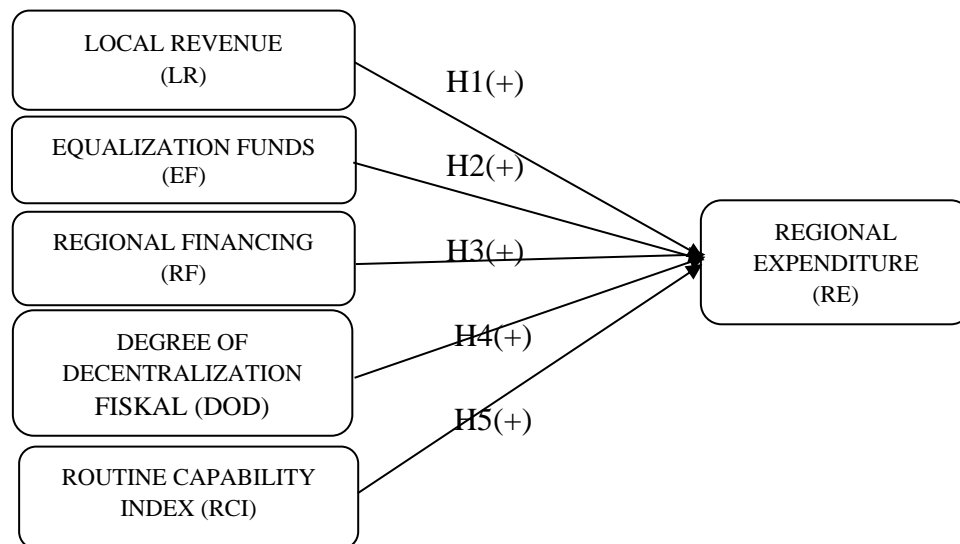 LOCAL REVENUE
(LR)
H1(+)
EQUALIZATION FUNDS
(EF)
H2(+)
REGIONAL FINANCING
(RF)
H3(+)
DEGREE OF
DECENTRALIZATION
FISKAL (DOD)
H4(+)
ROUTINE CAPABILITY
INDEX (RCI)
H5(+)
REGIONAL
EXPENDITURE
(RE)